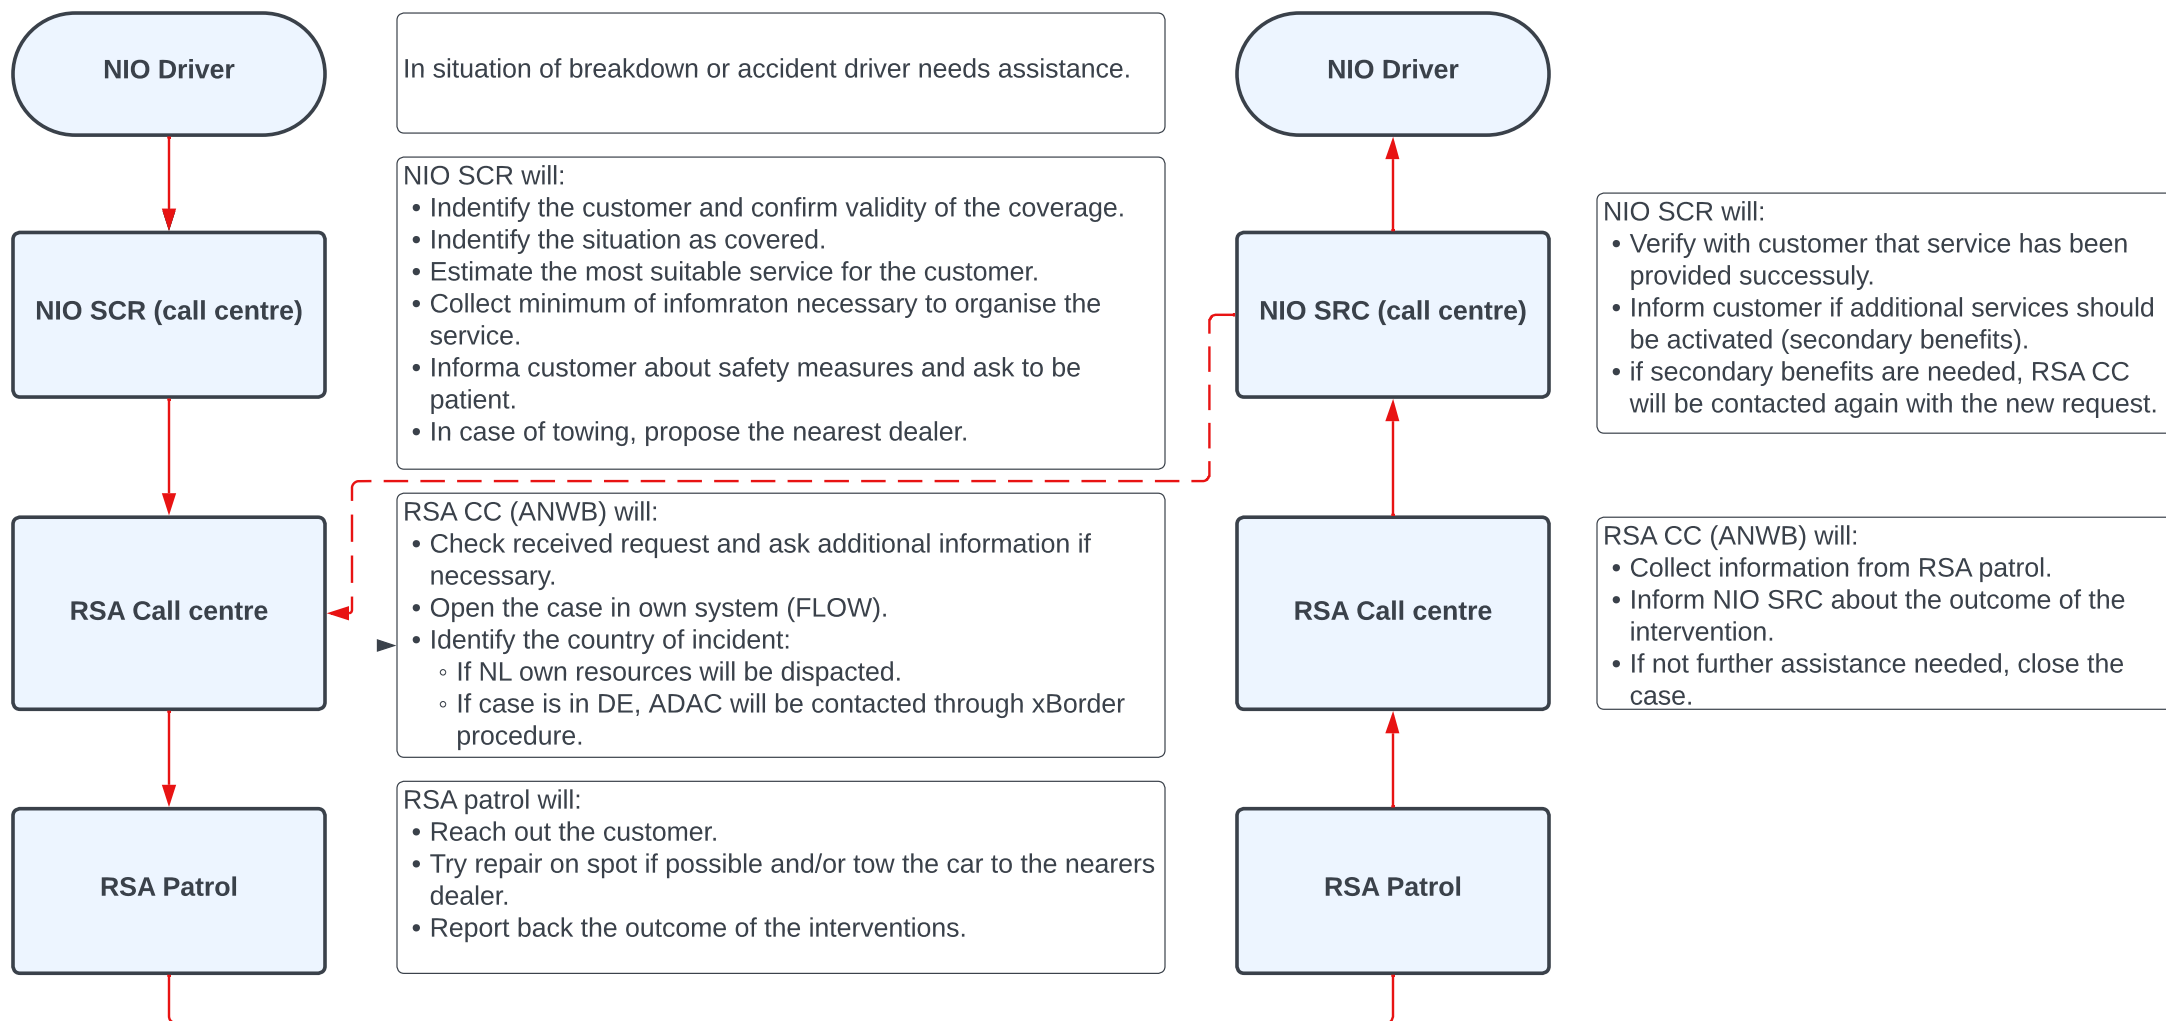 NIO Driver
In situation of breakdown or accident driver needs assistance.
NIO SCR (call centre)
NIO SCR will:
• Indentify the customer and confirm validity of the coverage.
• Indentify the situation as covered.
• Estimate the most suitable service for the customer.
• Collect minimum of infomraton necessary to organise the
service.
• Informa customer about safety measures and ask to be
patient.
• In case of towing, propose the nearest dealer.
RSA Call centre
RSA CC (ANWB) will:
• Check received request and ask additional information if
necessary.
• Open the case in own system (FLOW).
• Identify the country of incident:
◦ If NL own resources will be dispacted.
◦ If case is in DE, ADAC will be contacted through xBorder
procedure.
RSA Patrol
RSA patrol will:
• Reach out the customer.
• Try repair on spot if possible and/or tow the car to the nearers
dealer.
• Report back the outcome of the interventions.
NIO Driver
NIO SRC (call centre)
NIO SCR will:
• Verify with customer that service has been
provided successuly.
• Inform customer if additional services should
be activated (secondary benefits).
• if secondary benefits are needed, RSA CC
will be contacted again with the new request.
RSA Call centre
RSA CC (ANWB) will:
• Collect information from RSA patrol.
• Inform NIO SRC about the outcome of the
intervention.
• If not further assistance needed, close the
case.
RSA Patrol